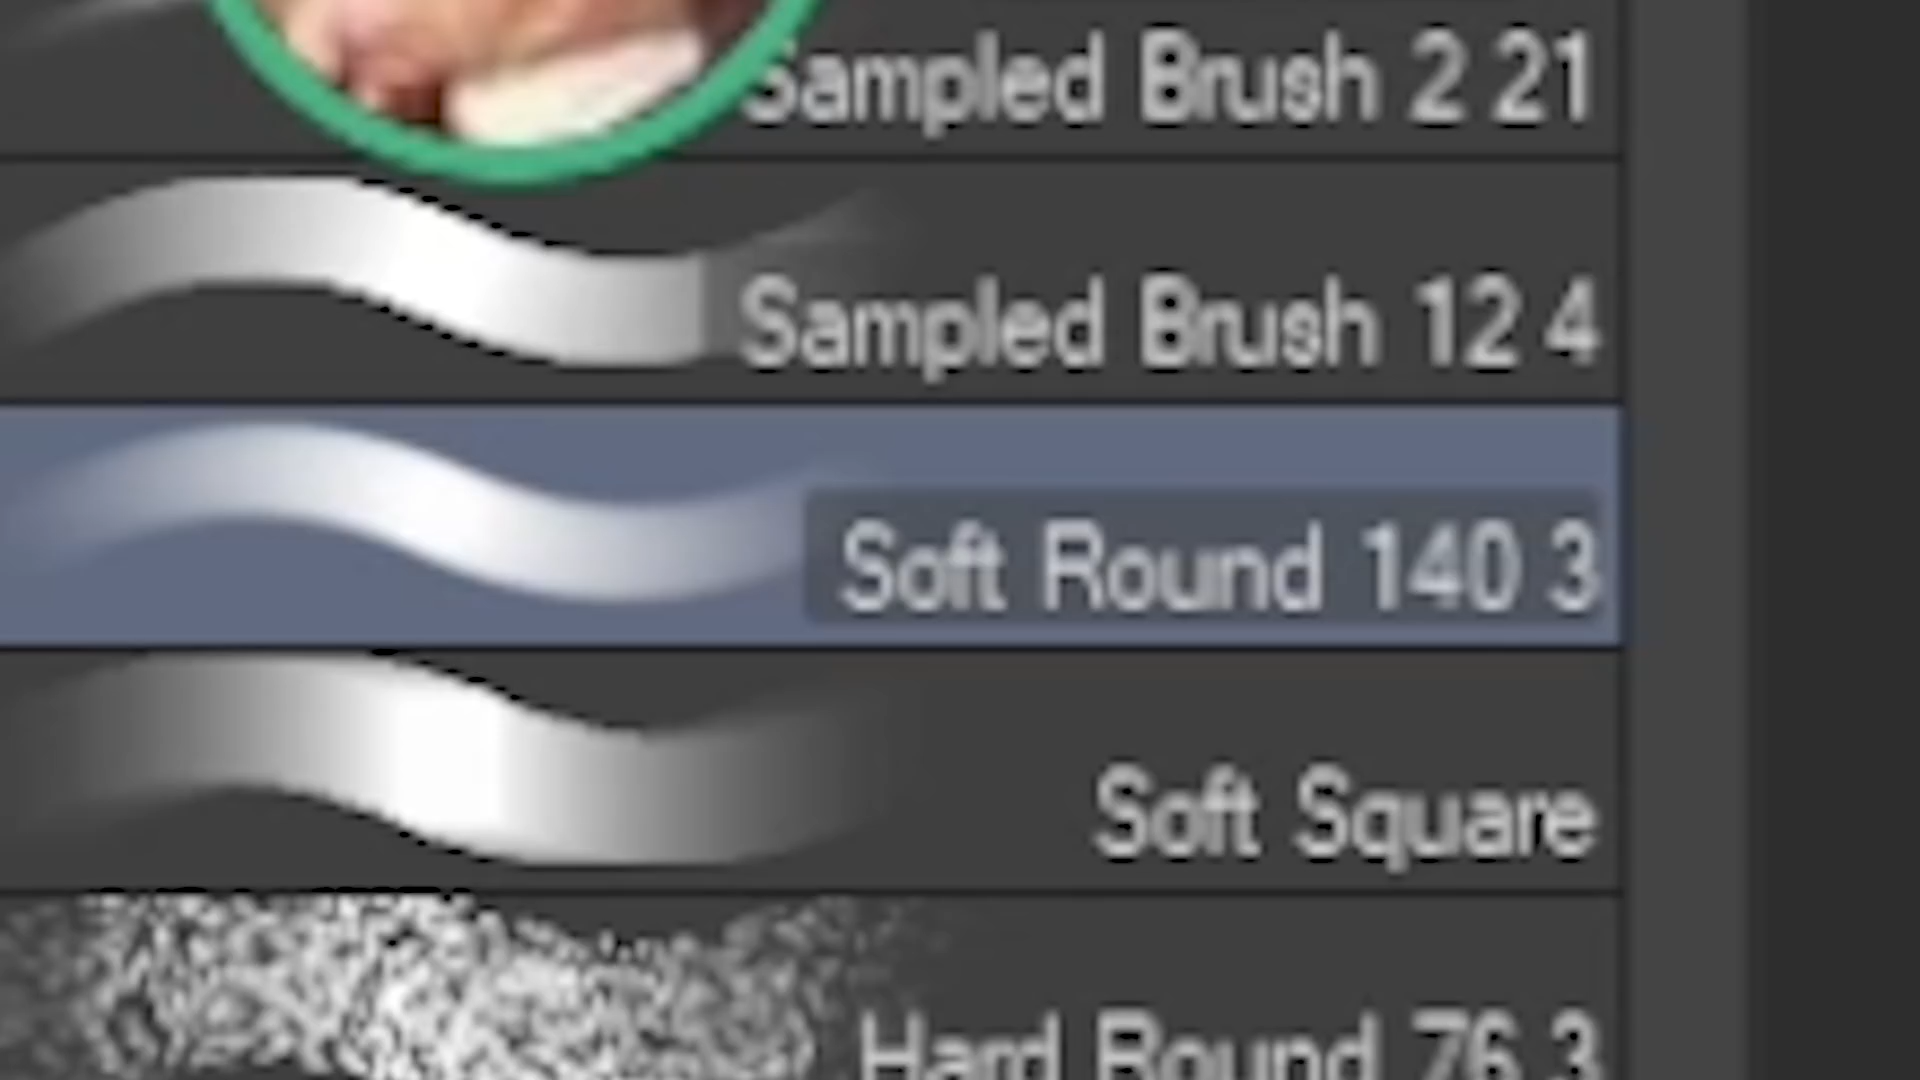 Sampled Brush 2 21
Sampled Brush 12 4
Soft Round 140 3
Soft Square
Hard Round 76 3